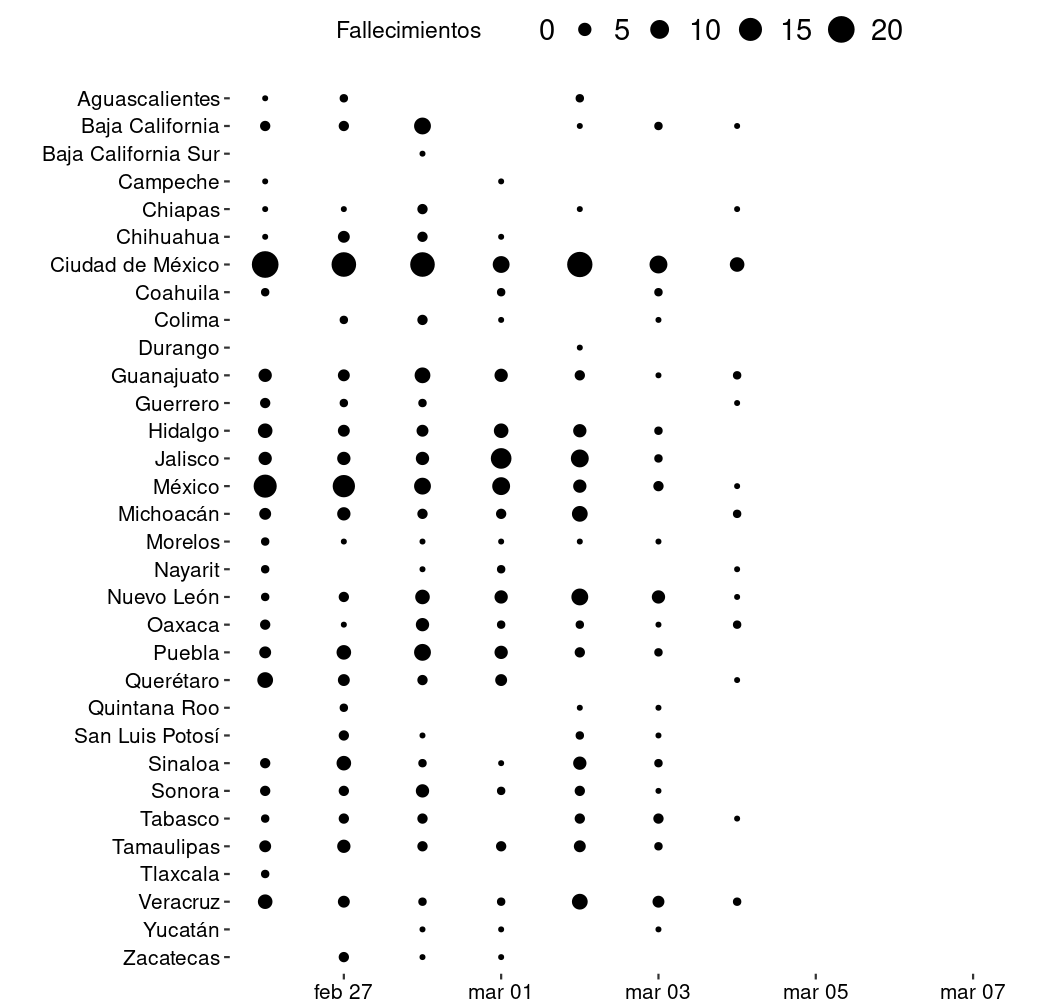 Fallecimientos 0 5 10 15 20
Aguascalientes
Baja California
Baja California Sur
Campeche
Chiapas
Chihuahua
Ciudad de México
Coahuila
Colima
Durango
Guanajuato
Guerrero
Hidalgo
Jalisco
México
Michoacán
Morelos
Nayarit
Nuevo León
Oaxaca
Puebla
Querétaro
Quintana Roo
San Luis Potosí
Sinaloa
Sonora
Tabasco
Tamaulipas
Tlaxcala
Veracruz
Yucatán
Zacatecas
feb 27 mar 01 mar 03 mar 05 mar 07